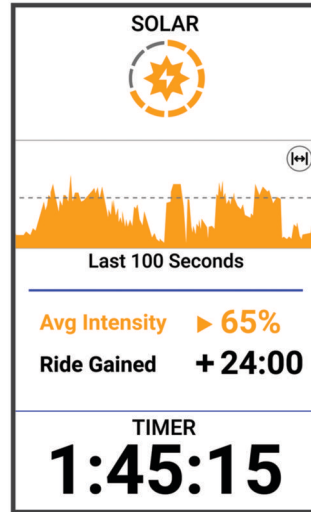 SOLAR
Last 100 Seconds
Avg Intensity ▶ 65%
Ride Gained +24:00
TIMER
1:45:15